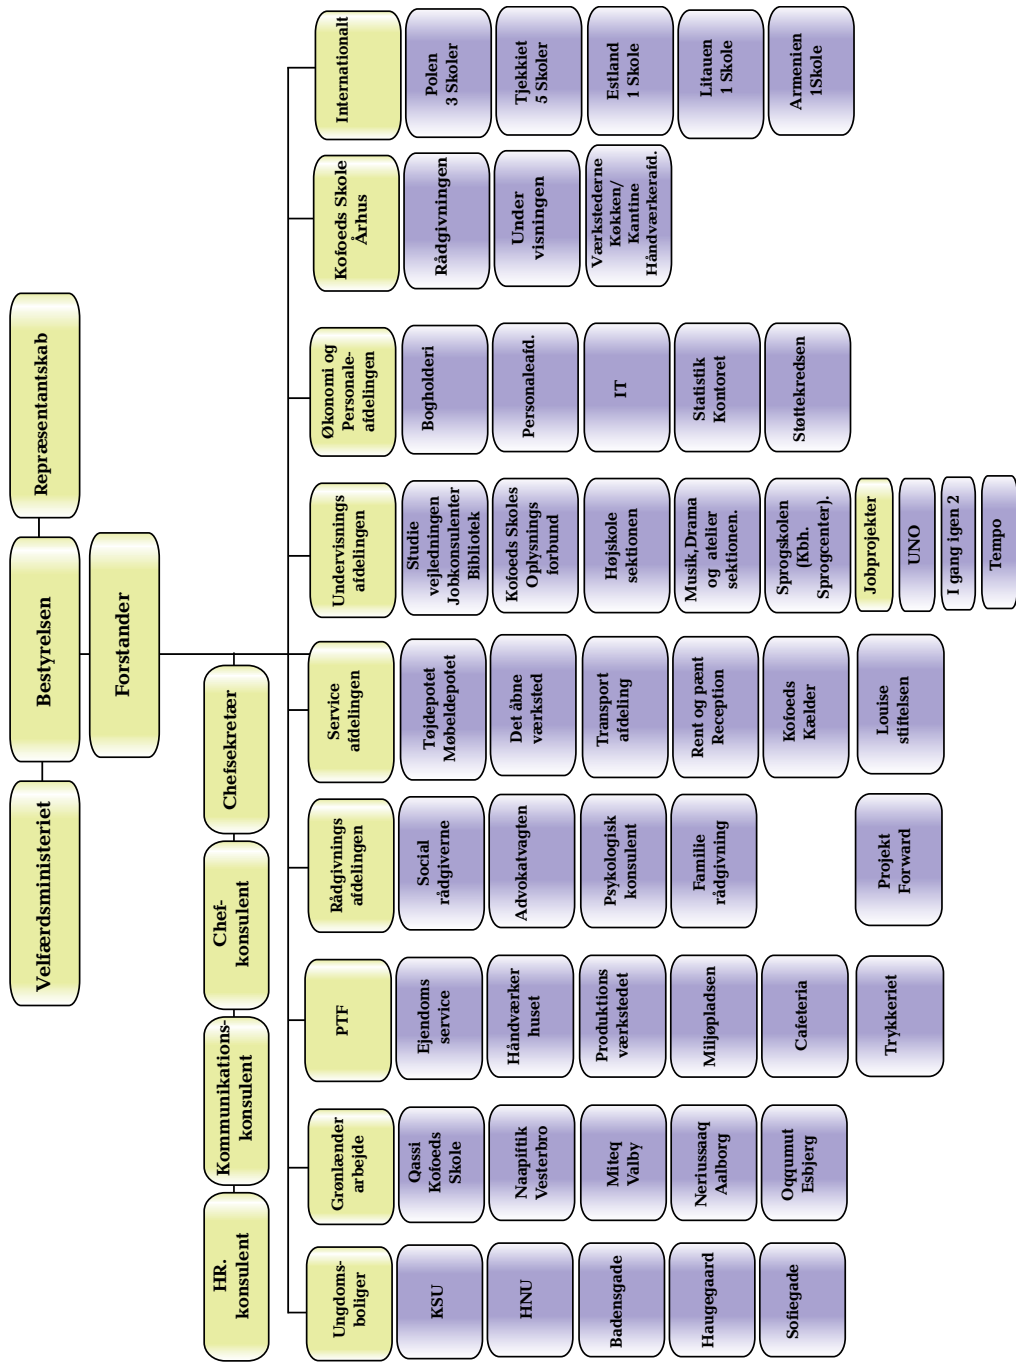 Velfærdsministeriet
Bestyrelsen
Repræsentantskab
Forstander
HR.
konsulent
Kommunikations-
konsulent
Chef-
konsulent
Chefsekretær
Ungdoms-
boliger
KSU
HNU
Badensgade
Haugegaard
Sofiegade
Grønlænder
arbejde
Qassi
Kofoeds
Skole
Naapiftik
Vesterbro
Miteq
Valby
Neriussaaq
Aalborg
Oqqumut
Esbjerg
PTF
Ejendoms
service
Håndværker
huset
Produktions
værkstedet
Miljøpladsen
Cafeteria
Trykkeriet
Rådgivnings
afdelingen
Social
rådgiverne
Advokatvagten
Psykologisk
konsulent
Familie
rådgivning
Projekt
Forward
Service
afdelingen
Tøjdepotet
Møbeldepotet
Det åbne
værksted
Transport
afdeling
Rent og pænt
Reception
Kofoeds
Kælder
Louise
stiftelsen
Undervisnings
afdelingen
Studie
vejledningen
Jobkonsulenter
Bibliotek
Kofoeds Skoles
Oplysnings
forbund
Højskole
sektionen
Musik,Drama
og atelier
sektionen.
Sprogskolen
(Kbh.
Sprogcenter).
Jobprojekter
UNO
I gang igen 2
Tempo
Økonomi og
Personale-
afdelingen
Bogholderi
Personaleafd.
IT
Statistik
Kontoret
Støttekredsen
Kofoeds Skole
Århus
Rådgivningen
Under
visningen
Værkstederne
Køkken/
Kantine
Håndværkerafd.
Internationalt
Polen
3 Skoler
Tjekkiet
5 Skoler
Estland
1 Skole
Litauen
1 Skole
Armenien
1Skole